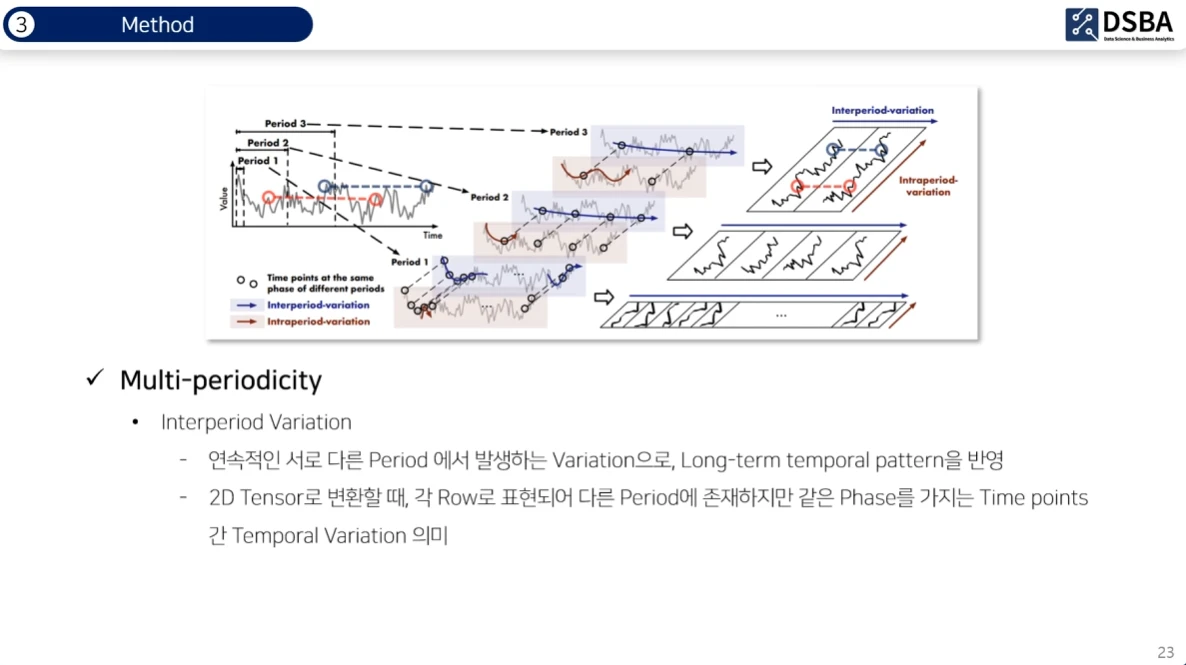 3 Method
DSBA
Data Science & Business Analytics
Period 3
Period 2
Period 1
Value
Time
Time points at the same
phase of different periods
Interperiod-variation
Intraperiod-variation
Period 3
Period 2
Period 1
...
...
Interperiod-variation
Intraperiod-
variation
...
✓ Multi-periodicity
• Interperiod Variation
- 연속적인 서로 다른 Period 에서 발생하는 Variation으로, Long-term temporal pattern을 반영
- 2D Tensor로 변환할 때, 각 Row로 표현되어 다른 Period에 존재하지만 같은 Phase를 가지는 Time points
간 Temporal Variation 의미
23